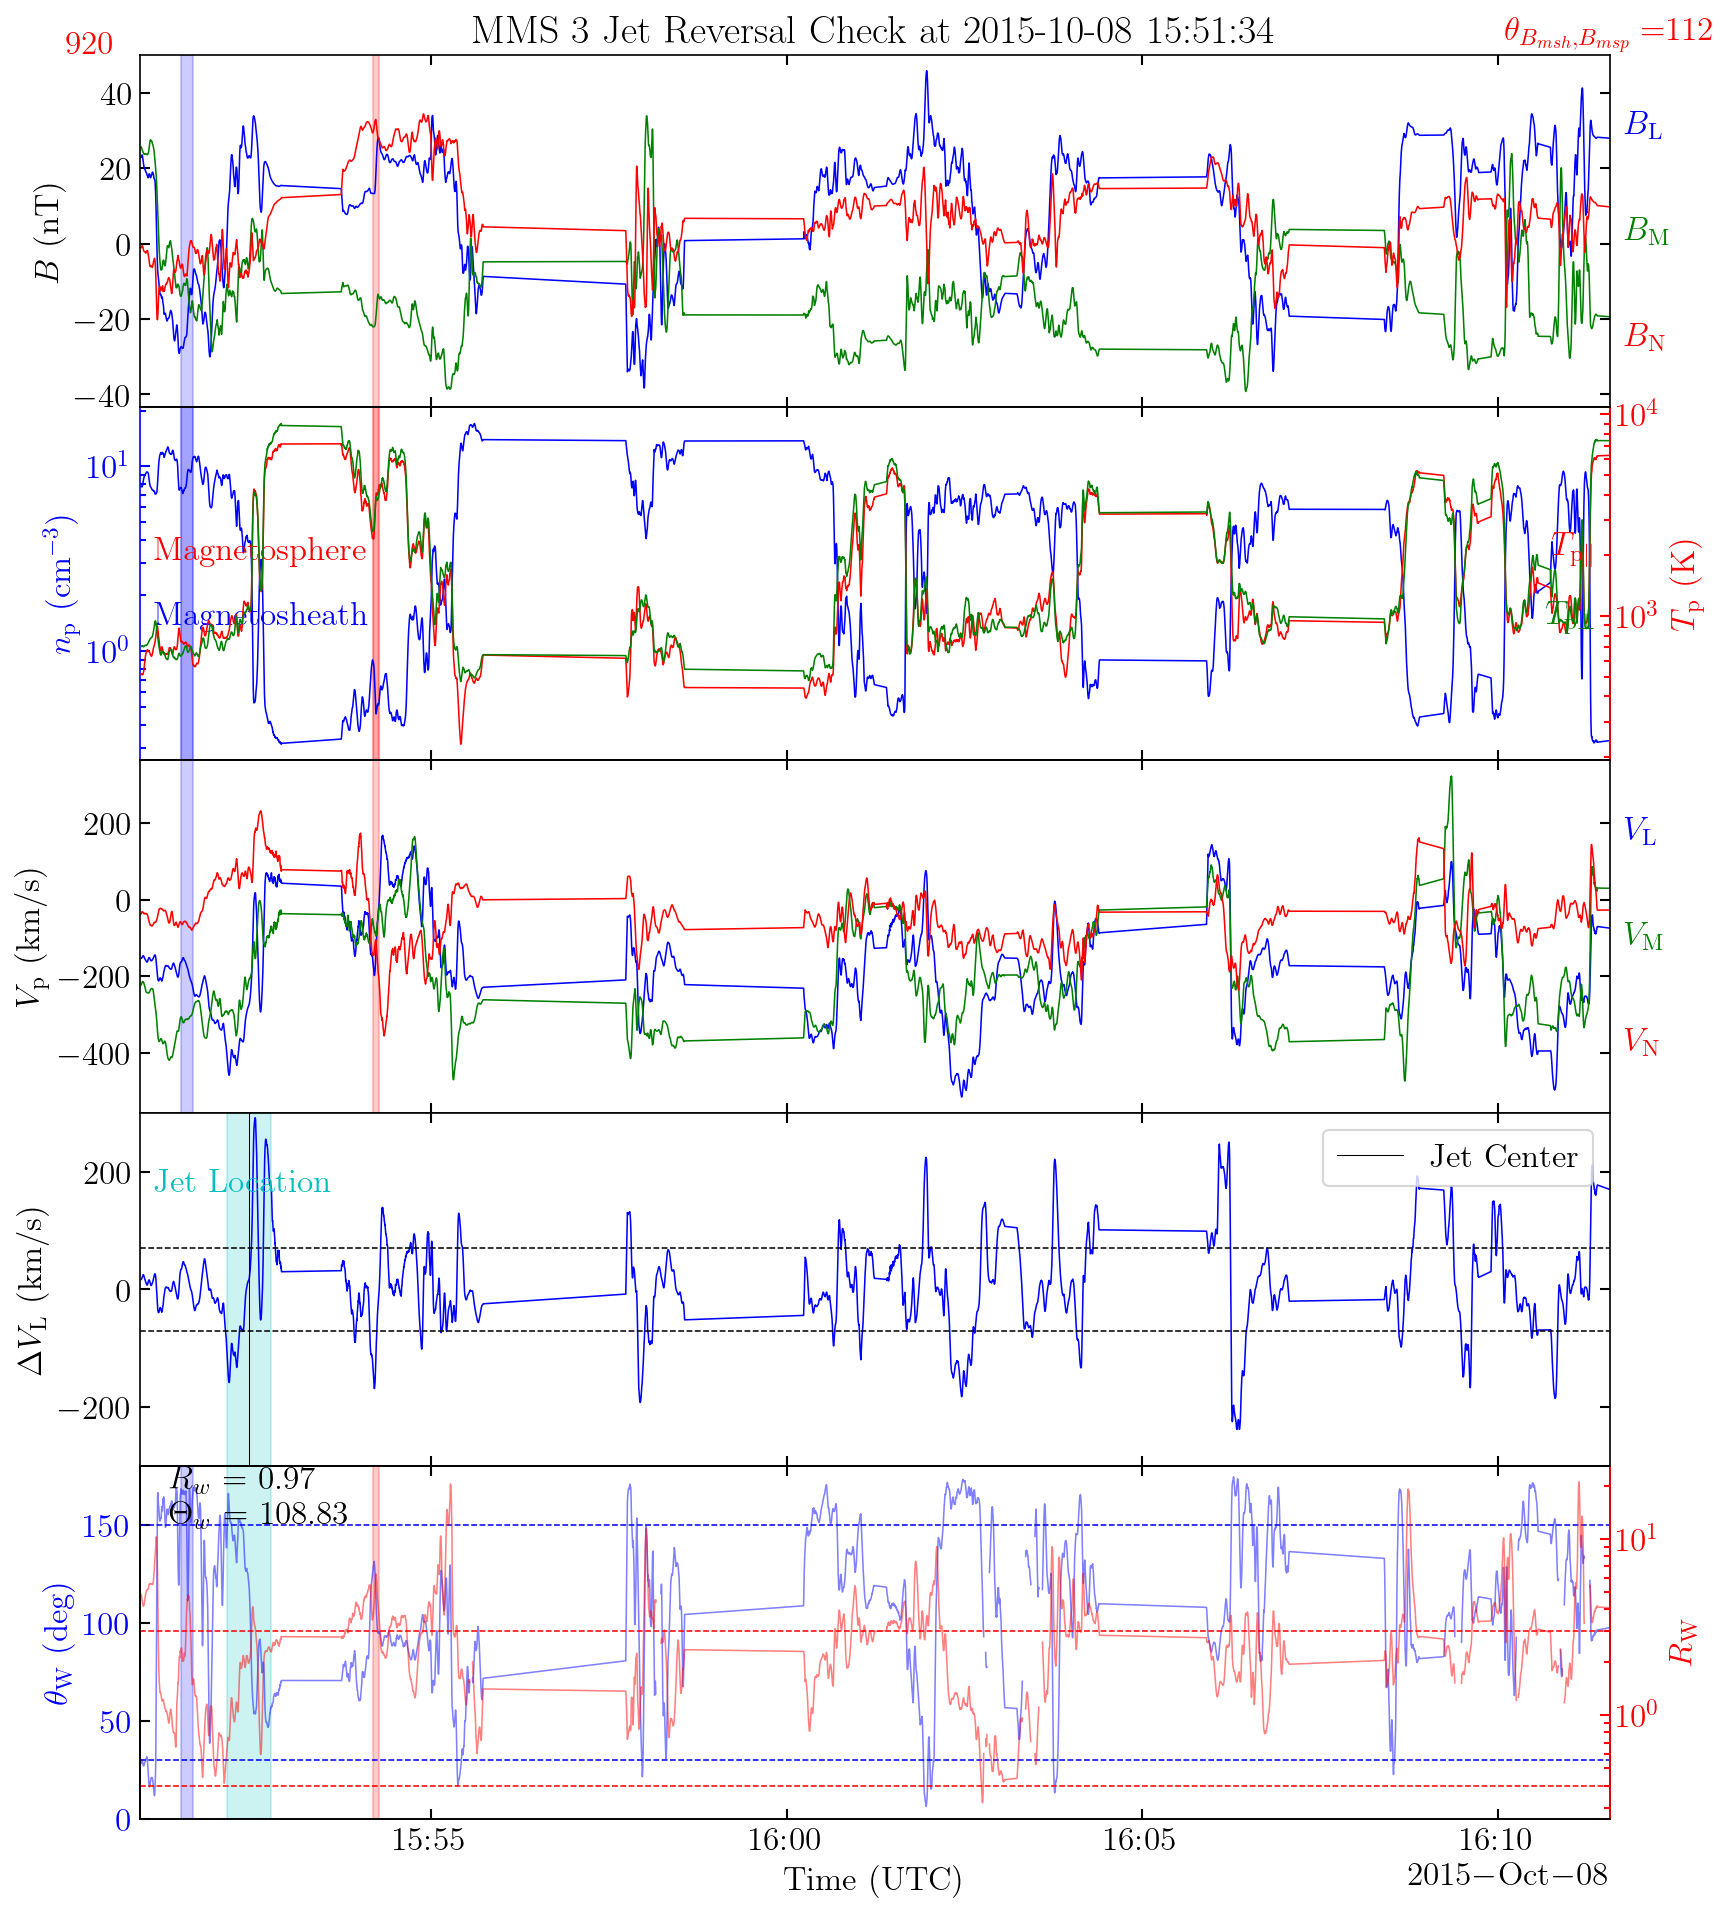 MMS 3 Jet Reversal Check at 2015-10-08 15:51:34
920
θ_{B_{msh},B_{msp}} =112
40
20
0
−20
−40
B (nT)
B_L
B_M
B_N
10^1
10^0
n_p (cm^{−3})
Magnetosphere
Magnetosheath
T_{p∥}
T_{p⊥}
10^4
10^3
T_p (K)
200
0
−200
−400
V_p (km/s)
V_L
V_M
V_N
Jet Location
Jet Center
200
0
−200
ΔV_L (km/s)
R_w = 0.97
Θ_w = 108.83
150
100
50
0
θ_W (deg)
10^1
10^0
R_W
15:55
16:00
16:05
16:10
Time (UTC)
2015−Oct−08